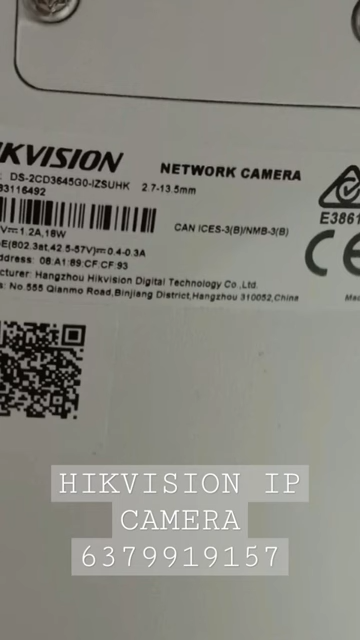 KVISION
NETWORK CAMERA
: DS-2CD3645G0-IZSUHK 2.7-13.5mm
33116492
1.2A,18W
CAN ICES-3(B)/NMB-3(B)
E3861
CE
E(802.3at,42.5-57V)⎓0.4-0.3A
ddress: 08:A1:89:CF:CF:93
cturer: Hangzhou Hikvision Digital Technology Co.,Ltd.
s: No.555 Qianmo Road,Binjiang District,Hangzhou 310052,China
HIKVISION IP
CAMERA
6379919157